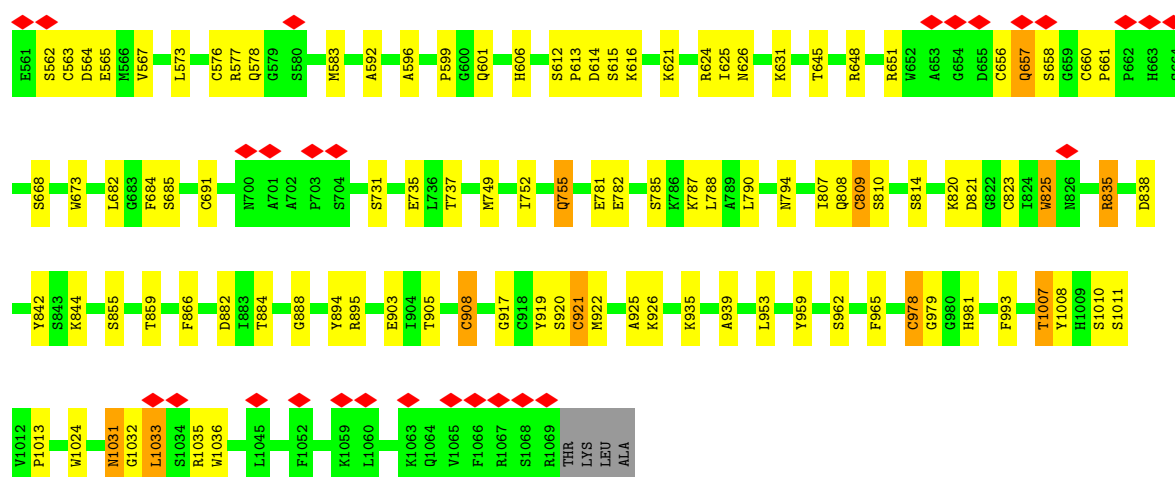 E561 S562 C563 D564 E565 M566 V567 L573 C576 R577 Q578 G579 S580 M583 A592 A596 P599 G600 Q601 H606 S612 P613 D614 S615 K616 K621 R624 I625 N626 K631 T645 R648 R651 W652 A653 G654 D655 C656 Q657 S658 G659 C660 P661 P662 H663
S668 W673 L682 G683 F684 S685 C691 N700 A701 A702 P703 S704 S731 E735 L736 T737 M749 I752 Q755 E781 E782 S785 K786 K787 L788 A789 L790 N794 I807 Q808 C809 S810 S814 K820 D821 G822 C823 I824 W825 N826 R835 D838
Y842 S843 K844 S855 T859 F866 D882 I883 T884 G888 Y894 R895 E903 I904 T905 C908 G917 C918 Y919 S920 C921 M922 A925 K926 K935 A939 L953 Y959 S962 F965 C978 G979 G980 H981 F993 T1007 Y1008 H1009 S1010 S1011
V1012 P1013 W1024 N1031 G1032 L1033 S1034 R1035 W1036 L1045 F1052 K1059 L1060 K1063 Q1064 V1065 F1066 R1067 S1068 R1069 THR LYS LEU ALA